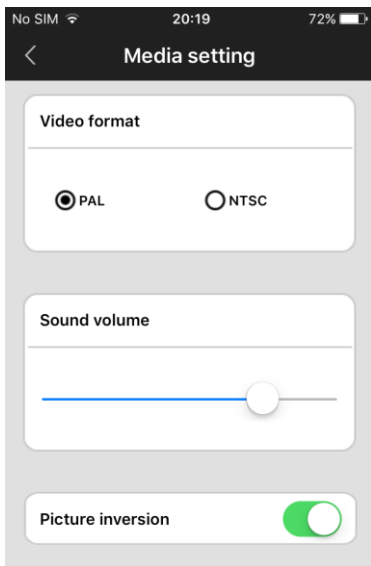 No SIM 20:19 72%
Media setting
Video format
PAL NTSC
Sound volume
Picture inversion